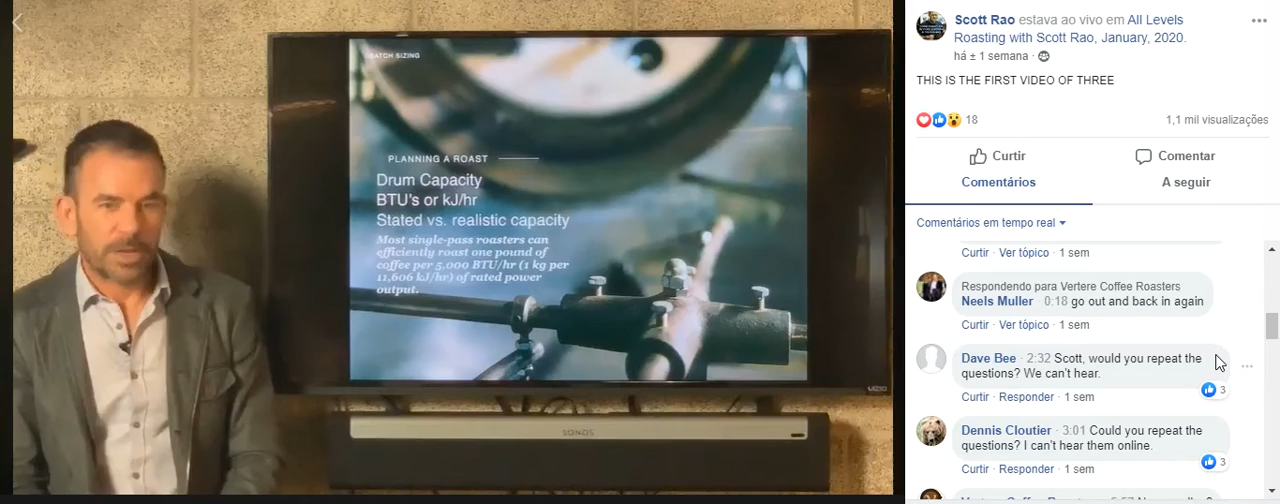 BATCH SIZING
PLANNING A ROAST
Drum Capacity
BTU's or kJ/hr
Stated vs. realistic capacity
Most single-pass roasters can
efficiently roast one pound of
coffee per 5,000 BTU/hr (1 kg per
11,606 kJ/hr) of rated power
output.
VIZIO
SONOS
Scott Rao estava ao vivo em All Levels
Roasting with Scott Rao, January, 2020.
há ± 1 semana ·
THIS IS THE FIRST VIDEO OF THREE
18
1,1 mil visualizações
Curtir
Comentar
Comentários
A seguir
Comentários em tempo real
Curtir · Ver tópico · 1 sem
Respondendo para Vertere Coffee Roasters
Neels Muller · 0:18 go out and back in again
Curtir · Ver tópico · 1 sem
Dave Bee · 2:32 Scott, would you repeat the
questions? We can't hear.
3
Curtir · Responder · 1 sem
Dennis Cloutier · 3:01 Could you repeat the
questions? I can't hear them online.
3
Curtir · Responder · 1 sem